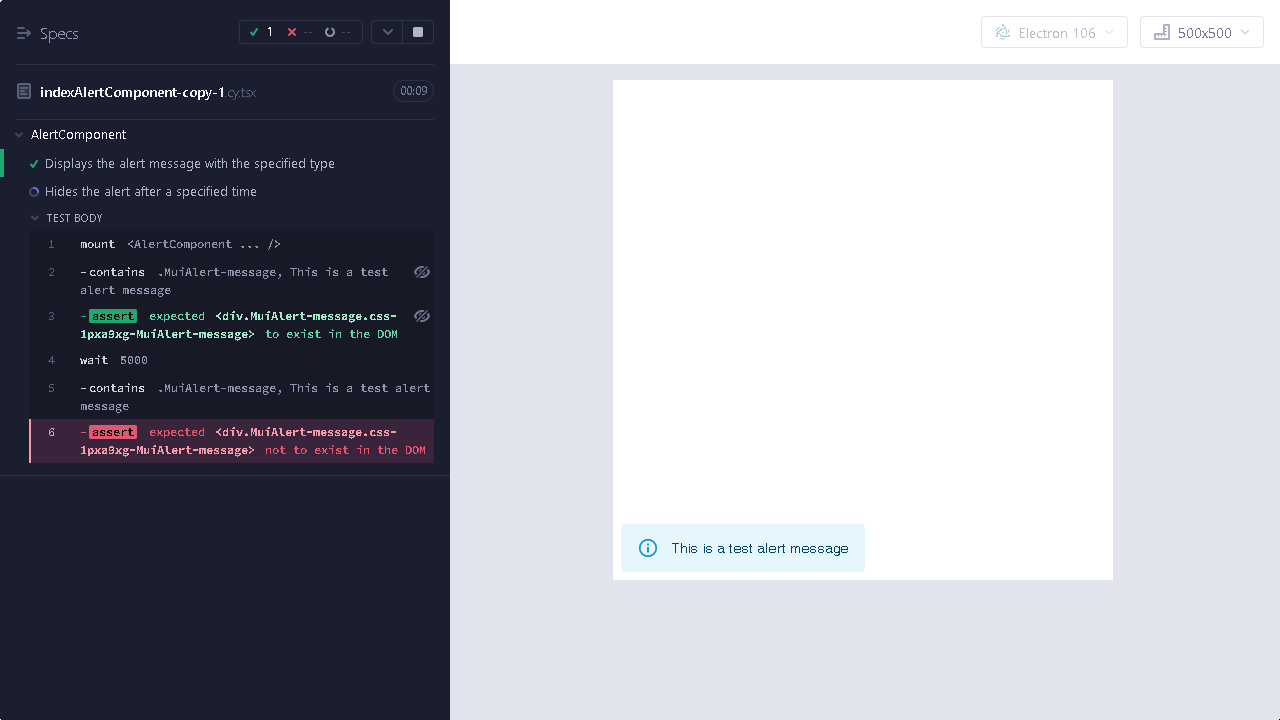 Specs
1 -- --
indexAlertComponent-copy-1.cy.tsx 00:09
AlertComponent
Displays the alert message with the specified type
Hides the alert after a specified time
TEST BODY
1 mount <AlertComponent ... />
2 -contains .MuiAlert-message, This is a test
alert message
3 -assert expected <div.MuiAlert-message.css-
1pxa9xg-MuiAlert-message> to exist in the DOM
4 wait 5000
5 -contains .MuiAlert-message, This is a test alert
message
6 -assert expected <div.MuiAlert-message.css-
1pxa9xg-MuiAlert-message> not to exist in the DOM
Electron 106
500x500
This is a test alert message